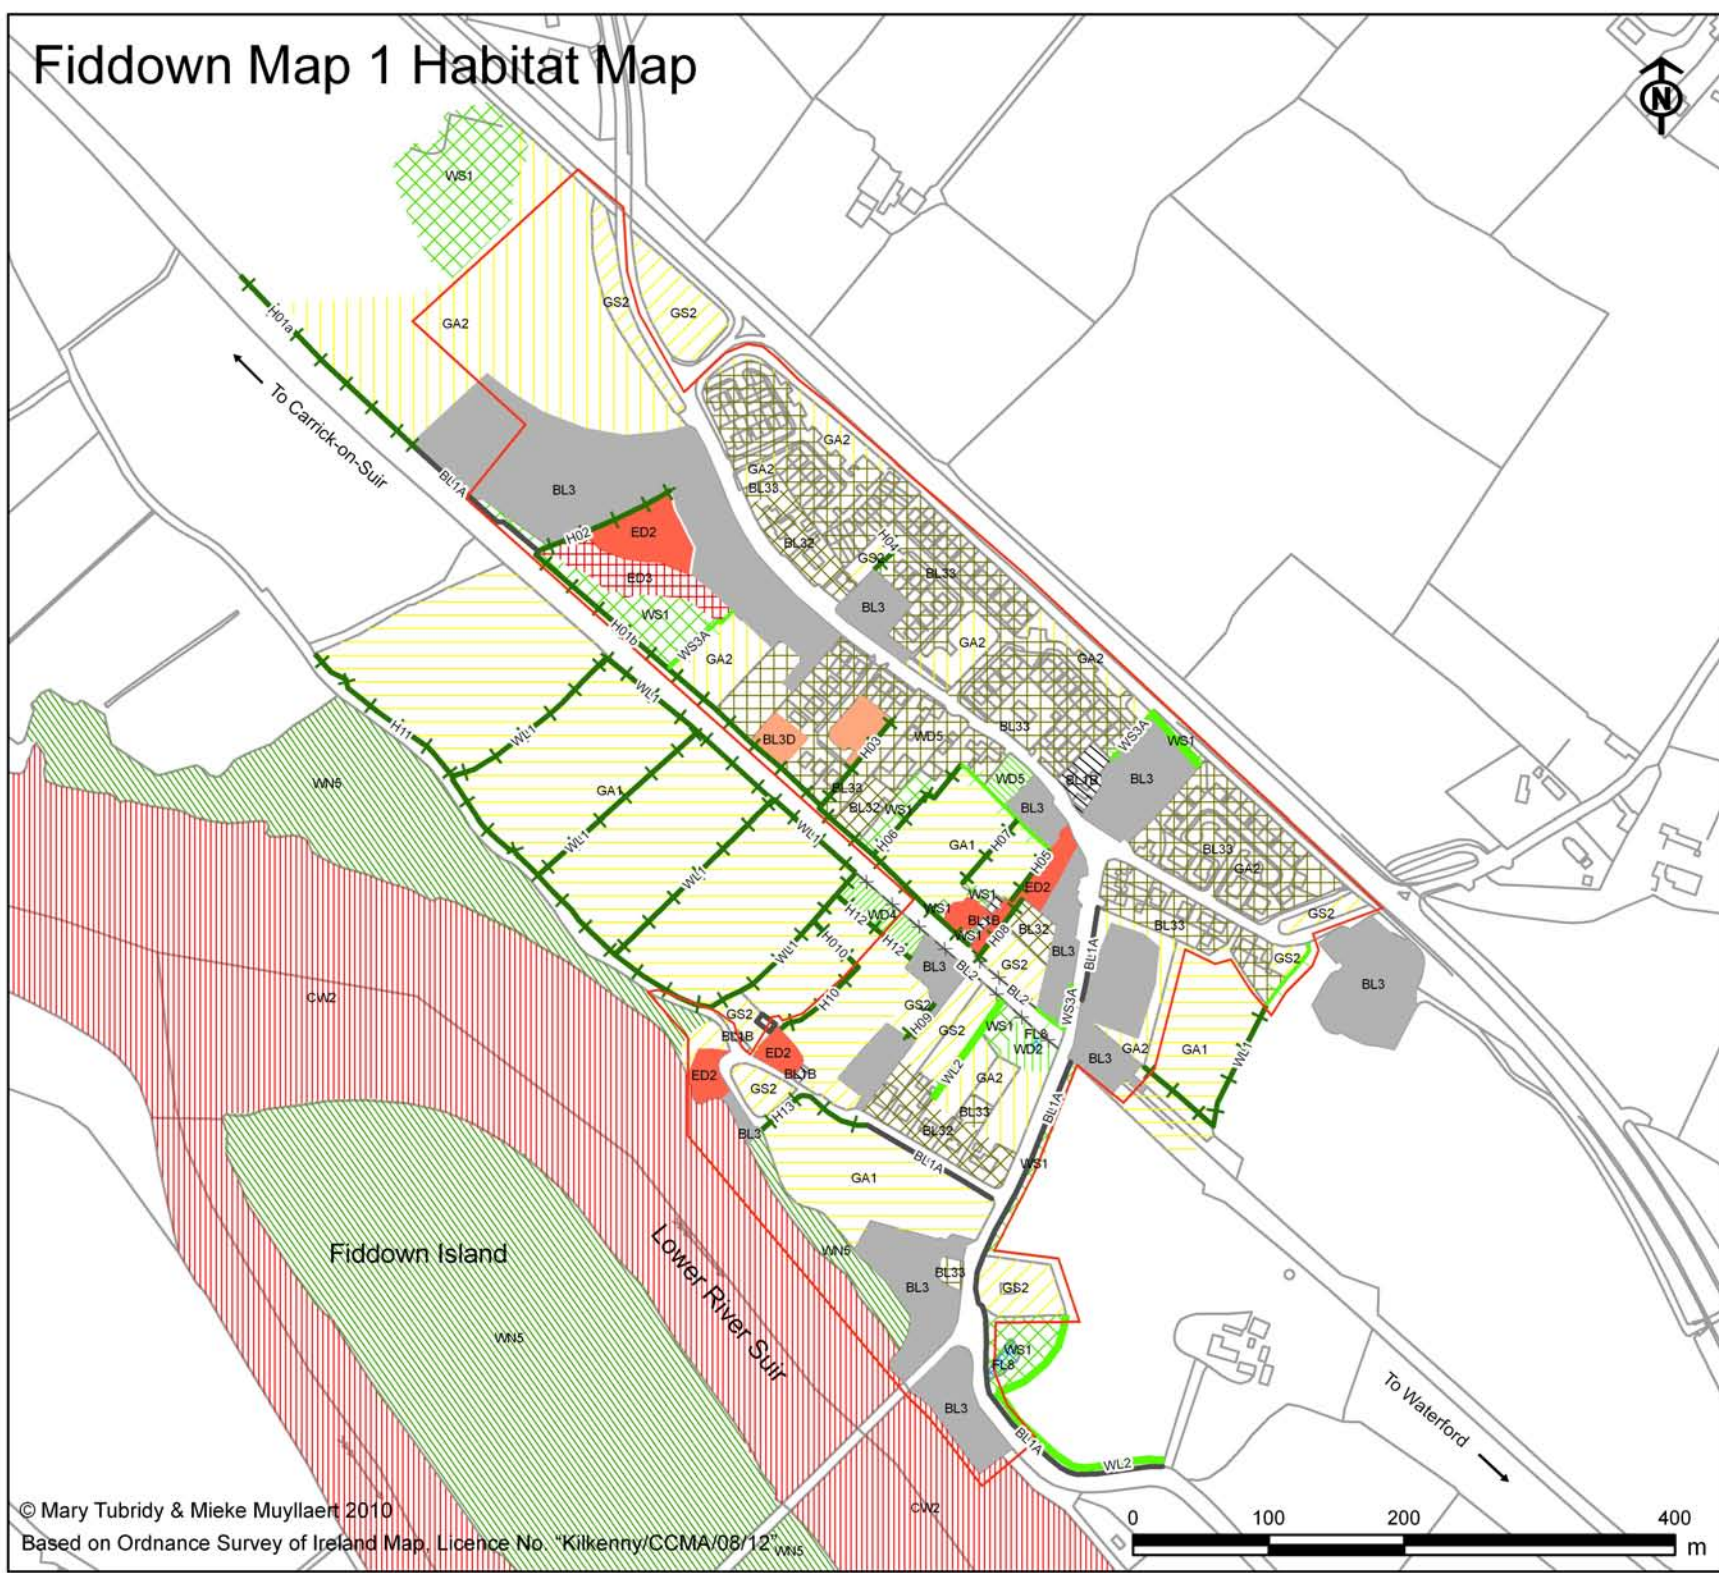 Fiddown Map 1 Habitat Map
N
WS1
GS2
GS2
GA2
H01a
To Carrick-on-Suir
GA2
GA2
BL33
BL1A
BL3
ED2
H02
BL32
H04
GS2
BL33
ED3
BL3
WS1
H01b
WS3A
GA2
GA2
GA2
WL1
H11
WL1
BL3D
H03
WD5
BL33
WS3A
WS1
WN5
GA1
BL33
BL32
WS1
WD5
BL3
BL1B
BL3
WL1
WL1
H06
GA1
H07
H05
BL33
GA2
WL1
WD4
H12
WS1
ED2
WS1
BL1B
WS1
H08
BL32
GS2
BL33
H010
H12
WL1
BL3
BL2
GS2
BL3
BL1A
GS2
BL3
CW2
H10
GS2
BL2
WS3A
GS2
BL1B
H09
GS2
WS1
FL8
WD2
GA2
GA1
WL1
ED2
ED2
BL1B
GS2
WL2
GA2
BL3
BL3
H13
BL33
BL32
BL1A
BL1A
WS1
GA1
Fiddown Island
Lower River Suir
WN5
BL33
BL3
GS2
WN5
WS1
FL8
BL3
BL1A
WL2
To Waterford
CW2
© Mary Tubridy & Mieke Muyllaert 2010
Based on Ordnance Survey of Ireland Map, Licence No. "Kilkenny/CCMA/08/12"
WN5
0 100 200 400
m